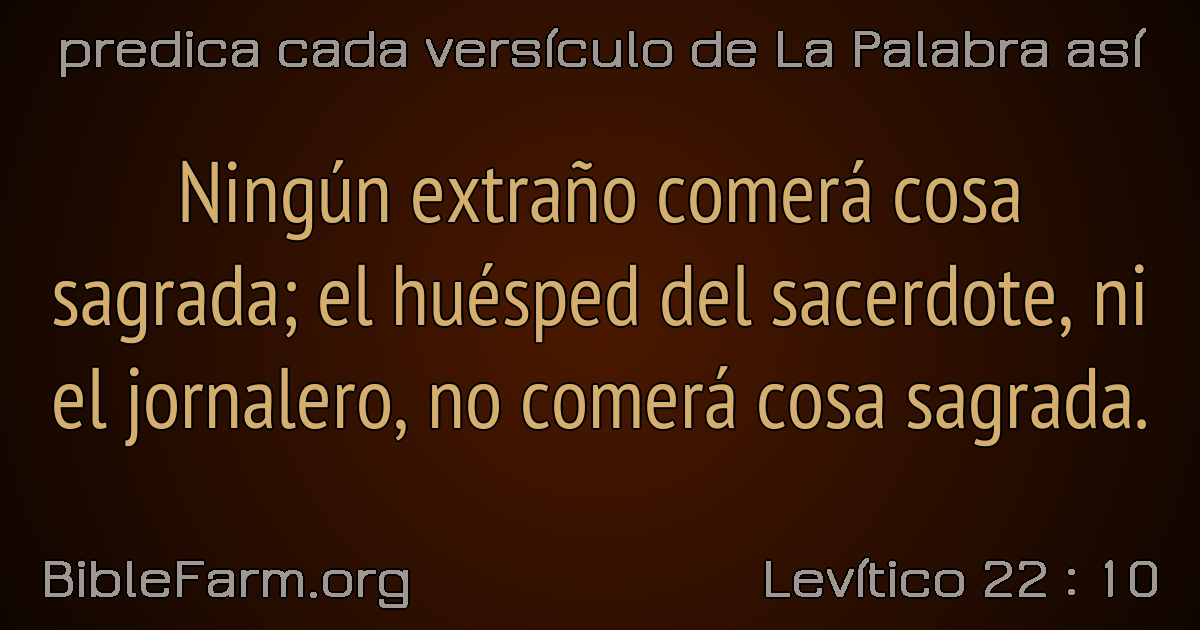 predica cada versículo de La Palabra así
Ningún extraño comerá cosa
sagrada; el huésped del sacerdote, ni
el jornalero, no comerá cosa sagrada.
BibleFarm.org
Levítico 22 : 10